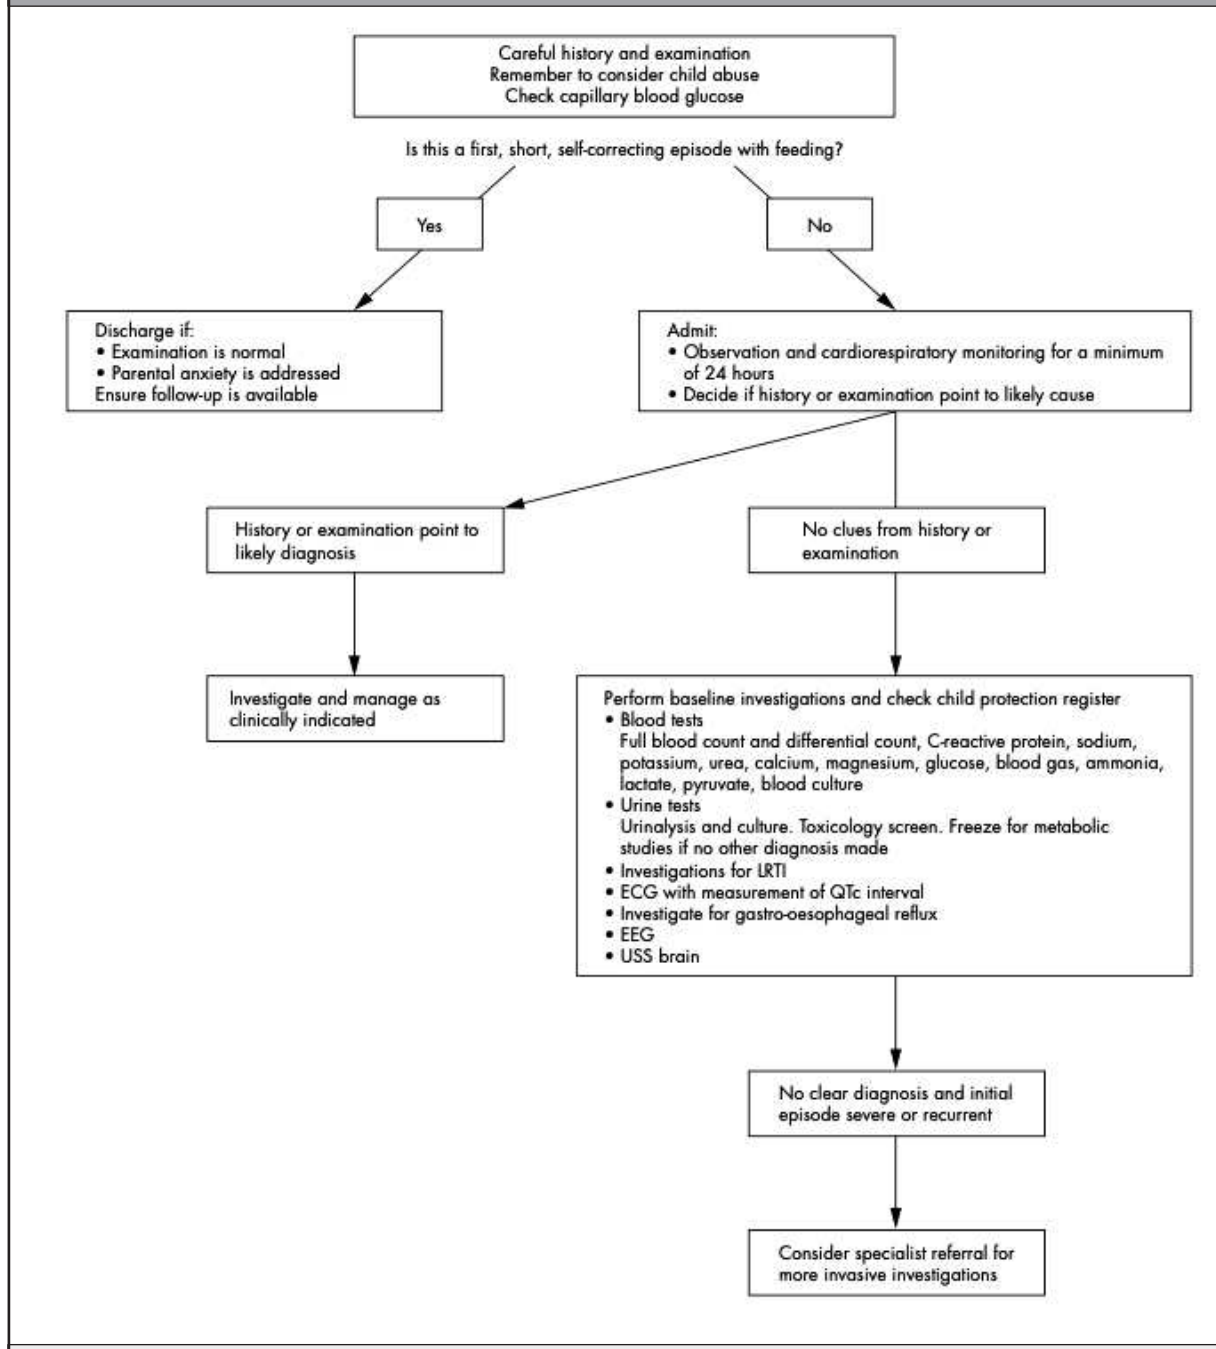 Careful history and examination
Remember to consider child abuse
Check capillary blood glucose
Is this a first, short, self-correcting episode with feeding?
Yes
No
Discharge if:
• Examination is normal
• Parental anxiety is addressed
Ensure follow-up is available
Admit:
• Observation and cardiorespiratory monitoring for a minimum
of 24 hours
• Decide if history or examination point to likely cause
History or examination point to
likely diagnosis
No clues from history or
examination
Investigate and manage as
clinically indicated
Perform baseline investigations and check child protection register
• Blood tests
Full blood count and differential count, C-reactive protein, sodium,
potassium, urea, calcium, magnesium, glucose, blood gas, ammonia,
lactate, pyruvate, blood culture
• Urine tests
Urinalysis and culture. Toxicology screen. Freeze for metabolic
studies if no other diagnosis made
• Investigations for LRTI
• ECG with measurement of QTc interval
• Investigate for gastro-oesophageal reflux
• EEG
• USS brain
No clear diagnosis and initial
episode severe or recurrent
Consider specialist referral for
more invasive investigations